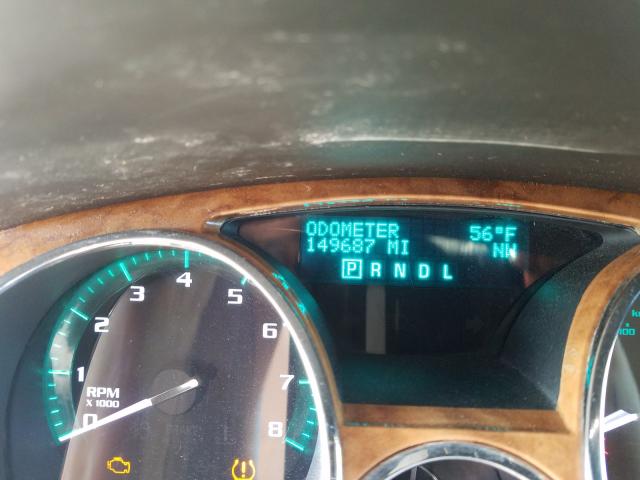 ODOMETER 56°F
149687 MI NW
P R N D L
0 1 2 3 4 5 6 7 8
RPM
X 1000